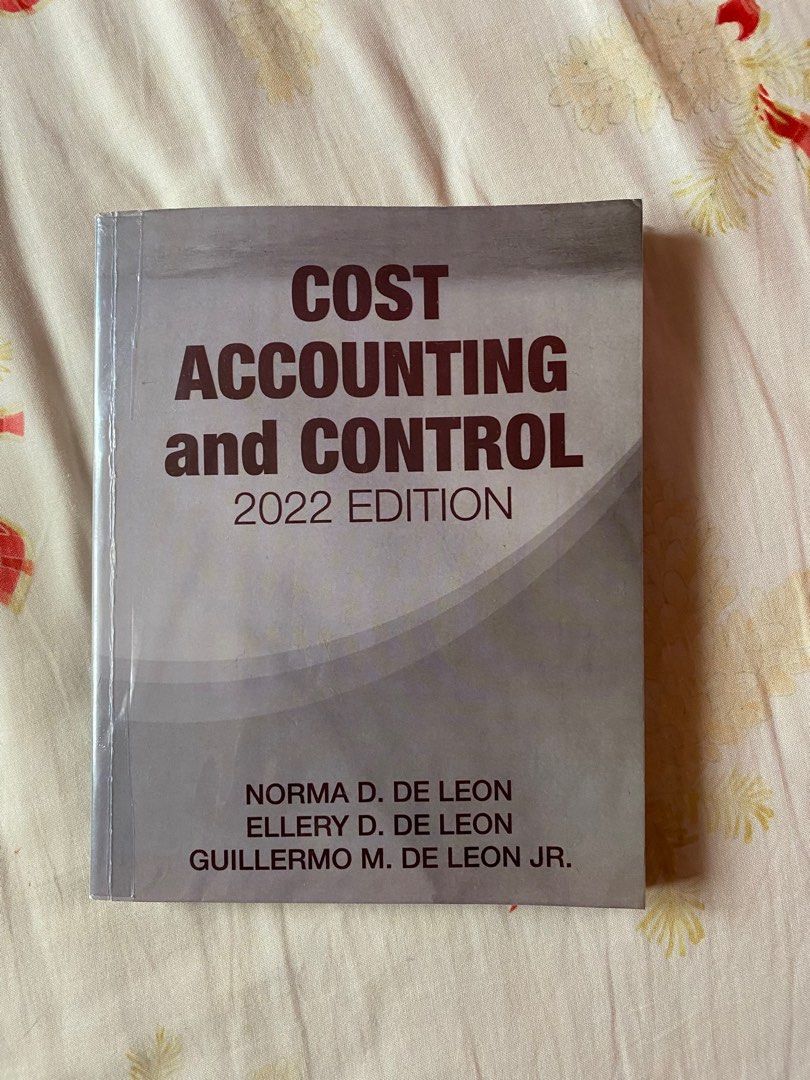 COST
ACCOUNTING
and CONTROL
2022 EDITION
NORMA D. DE LEON
ELLERY D. DE LEON
GUILLERMO M. DE LEON JR.